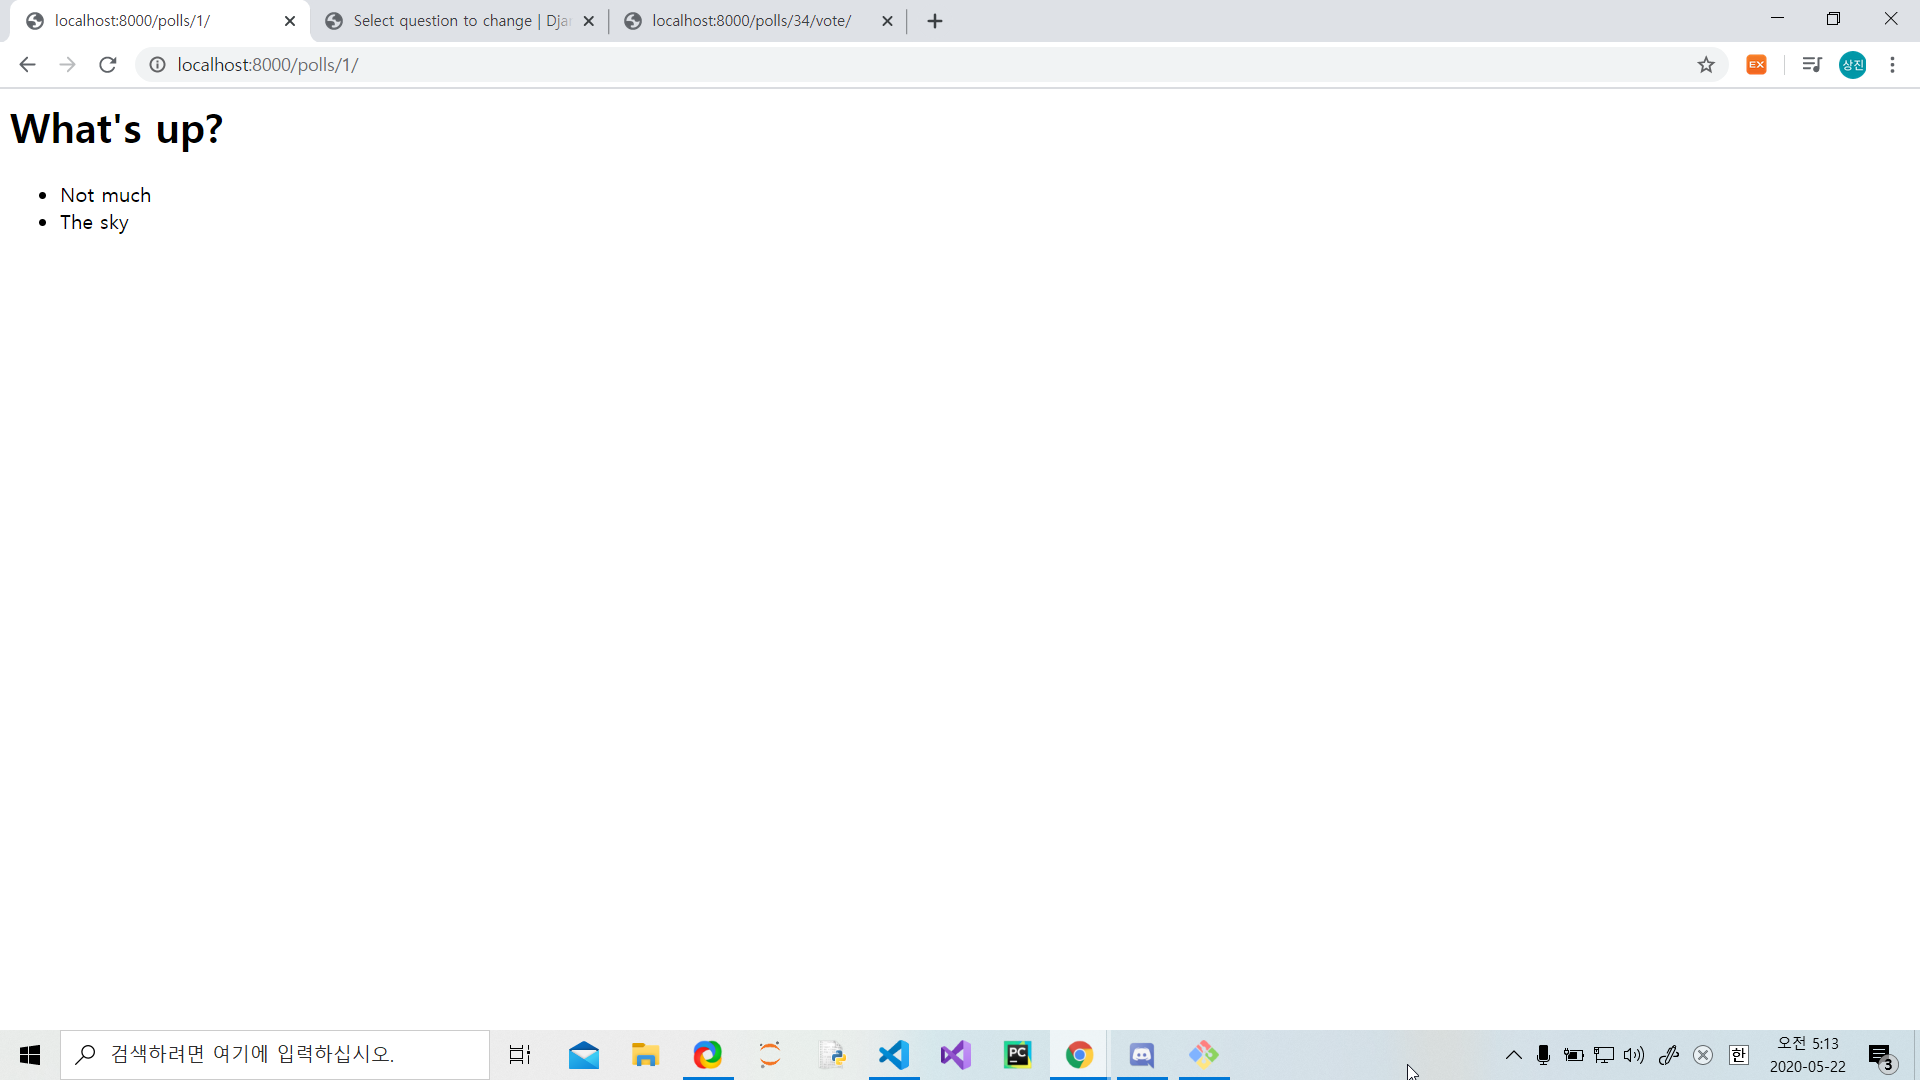 localhost:8000/polls/1/
Select question to change | Djan
localhost:8000/polls/34/vote/
localhost:8000/polls/1/
EX
상진
What's up?
Not much
The sky
검색하려면 여기에 입력하십시오.
PC
한
오전 5:13
2020-05-22
3